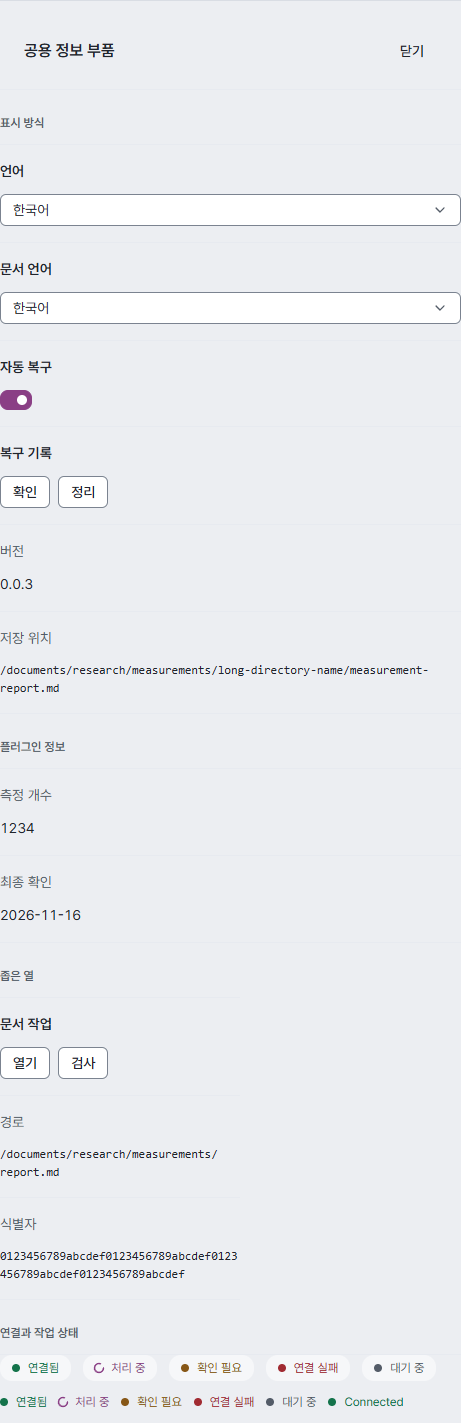 공용 정보 부품 닫기
표시 방식
언어
한국어
문서 언어
한국어
자동 복구
복구 기록
확인 정리
버전
0.0.3
저장 위치
/documents/research/measurements/long-directory-name/measurement-
report.md
플러그인 정보
측정 개수
1234
최종 확인
2026-11-16
좁은 열
문서 작업
열기 검사
경로
/documents/research/measurements/
report.md
식별자
0123456789abcdef0123456789abcdef0123
456789abcdef0123456789abcdef
연결과 작업 상태
연결됨 처리 중 확인 필요 연결 실패 대기 중
연결됨 처리 중 확인 필요 연결 실패 대기 중 Connected